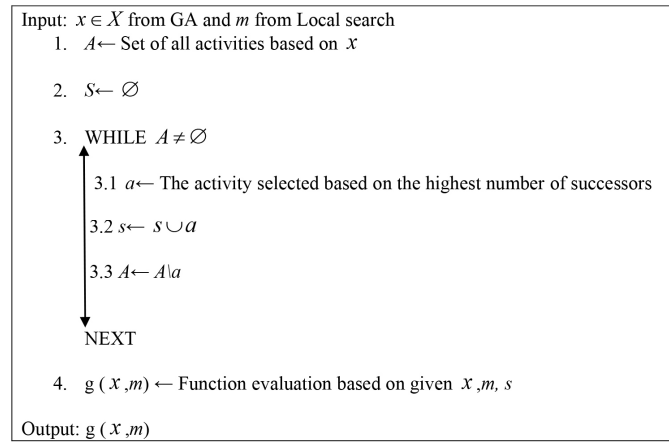 Input: x ∈ X from GA and m from Local search
1. A← Set of all activities based on x
2. S← ∅
3. WHILE A ≠ ∅
3.1 a← The activity selected based on the highest number of successors
3.2 s← s∪a
3.3 A← A\a
NEXT
4. g ( x ,m) ← Function evaluation based on given x ,m, s
Output: g ( x ,m)